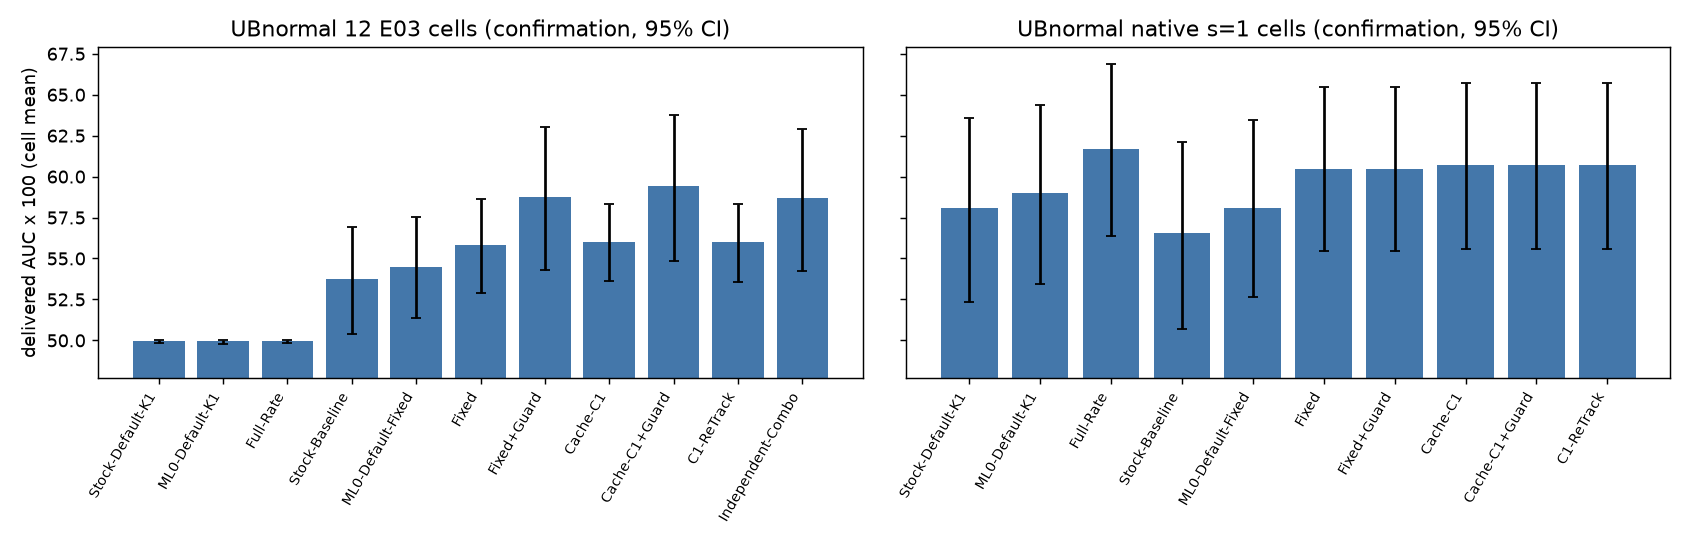 UBnormal 12 E03 cells (confirmation, 95% CI)
UBnormal native s=1 cells (confirmation, 95% CI)
delivered AUC x 100 (cell mean)
67.5
65.0
62.5
60.0
57.5
55.0
52.5
50.0
Stock-Default-K1
ML0-Default-K1
Full-Rate
Stock-Baseline
ML0-Default-Fixed
Fixed
Fixed+Guard
Cache-C1
Cache-C1+Guard
C1-ReTrack
Independent-Combo
Stock-Default-K1
ML0-Default-K1
Full-Rate
Stock-Baseline
ML0-Default-Fixed
Fixed
Fixed+Guard
Cache-C1
Cache-C1+Guard
C1-ReTrack